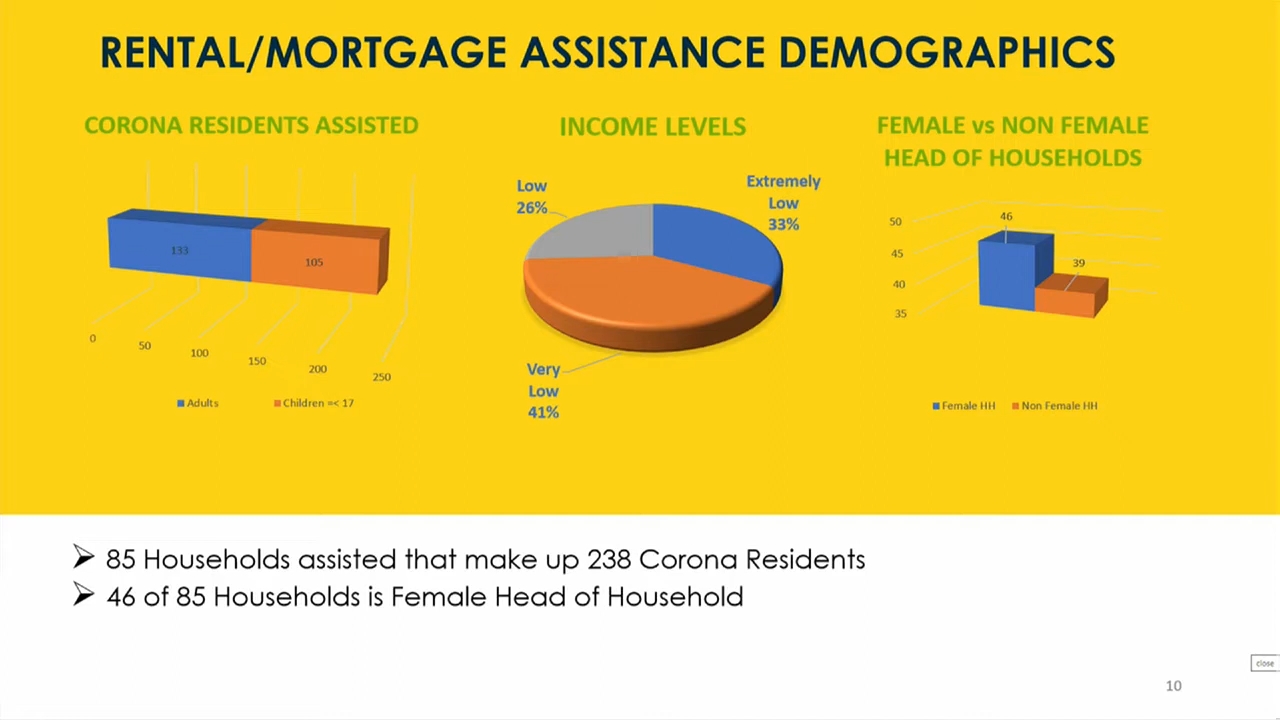 RENTAL/MORTGAGE ASSISTANCE DEMOGRAPHICS
CORONA RESIDENTS ASSISTED
133
105
0
50
100
150
200
250
Adults
Children =< 17
INCOME LEVELS
Low
26%
Extremely
Low
33%
Very
Low
41%
FEMALE vs NON FEMALE
HEAD OF HOUSEHOLDS
50
45
40
35
46
39
Female HH
Non Female HH
➢ 85 Households assisted that make up 238 Corona Residents
➢ 46 of 85 Households is Female Head of Household
close
10